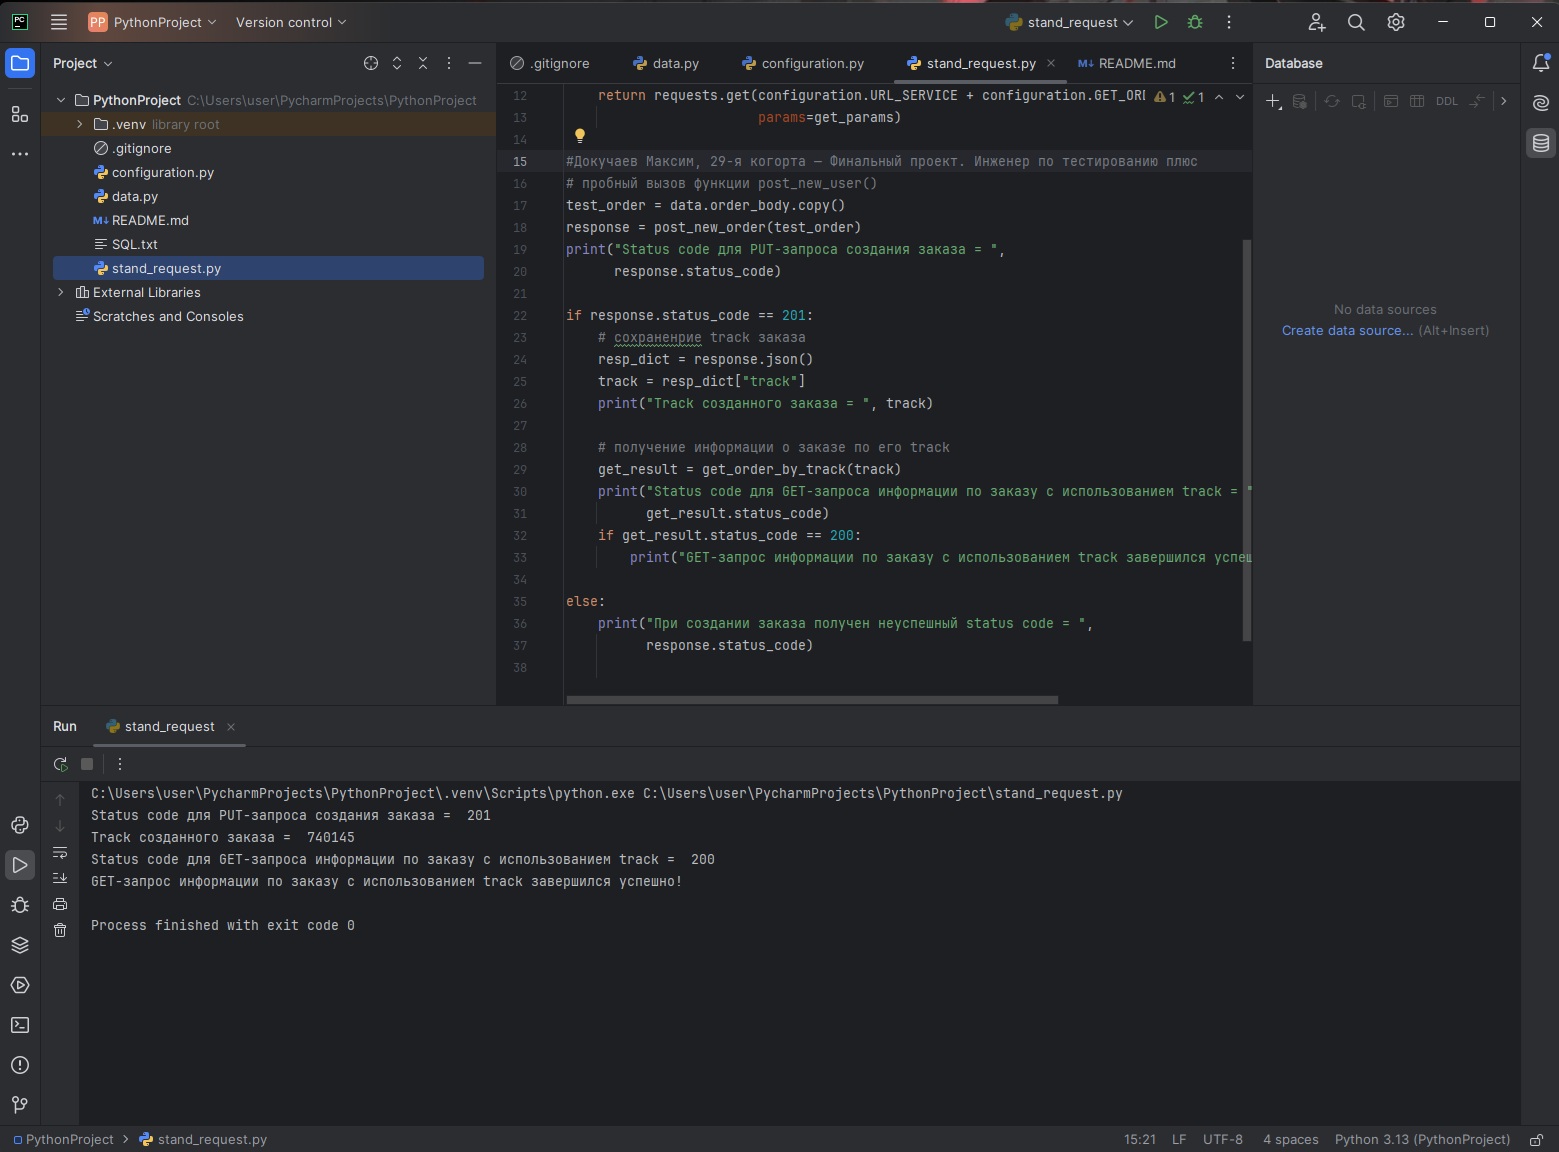 PC
PP PythonProject Version control stand_request
Project
PythonProject C:\Users\user\PycharmProjects\PythonProject
.venv library root
.gitignore
configuration.py
data.py
M↓ README.md
SQL.txt
stand_request.py
External Libraries
Scratches and Consoles
.gitignore data.py configuration.py stand_request.py M↓ README.md
12 return requests.get(configuration.URL_SERVICE + configuration.GET_ORD 1 1
13 params=get_params)
14
15 #Докучаев Максим, 29-я когорта — Финальный проект. Инженер по тестированию плюс
16 # пробный вызов функции post_new_user()
17 test_order = data.order_body.copy()
18 response = post_new_order(test_order)
19 print("Status code для PUT-запроса создания заказа = ",
20 response.status_code)
21
22 if response.status_code == 201:
23 # сохраненрие track заказа
24 resp_dict = response.json()
25 track = resp_dict["track"]
26 print("Track созданного заказа = ", track)
27
28 # получение информации о заказе по его track
29 get_result = get_order_by_track(track)
30 print("Status code для GET-запроса информации по заказу с использованием track = "
31 get_result.status_code)
32 if get_result.status_code == 200:
33 print("GET-запрос информации по заказу с использованием track завершился успеш
34
35 else:
36 print("При создании заказа получен неуспешный status code = ",
37 response.status_code)
38
Database
DDL
No data sources
Create data source... (Alt+Insert)
Run stand_request
C:\Users\user\PycharmProjects\PythonProject\.venv\Scripts\python.exe C:\Users\user\PycharmProjects\PythonProject\stand_request.py
Status code для PUT-запроса создания заказа =  201
Track созданного заказа =  740145
Status code для GET-запроса информации по заказу с использованием track =  200
GET-запрос информации по заказу с использованием track завершился успешно!
Process finished with exit code 0
PythonProject > stand_request.py 15:21 LF UTF-8 4 spaces Python 3.13 (PythonProject)